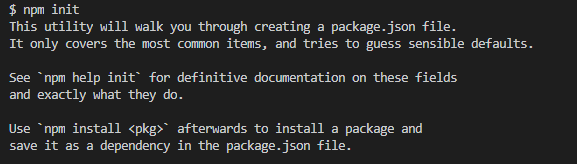 $ npm init
This utility will walk you through creating a package.json file.
It only covers the most common items, and tries to guess sensible defaults.
See `npm help init` for definitive documentation on these fields
and exactly what they do.
Use `npm install <pkg>` afterwards to install a package and
save it as a dependency in the package.json file.